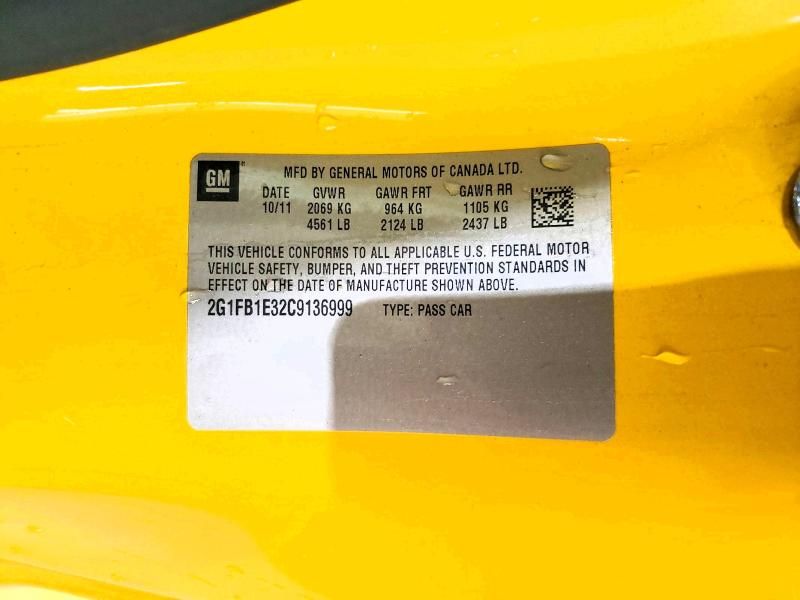 GM
MFD BY GENERAL MOTORS OF CANADA LTD.
DATE GVWR GAWR FRT GAWR RR
10/11 2069 KG 964 KG 1105 KG
4561 LB 2124 LB 2437 LB
THIS VEHICLE CONFORMS TO ALL APPLICABLE U.S. FEDERAL MOTOR
VEHICLE SAFETY, BUMPER, AND THEFT PREVENTION STANDARDS IN
EFFECT ON THE DATE OF MANUFACTURE SHOWN ABOVE.
2G1FB1E32C9136999 TYPE: PASS CAR